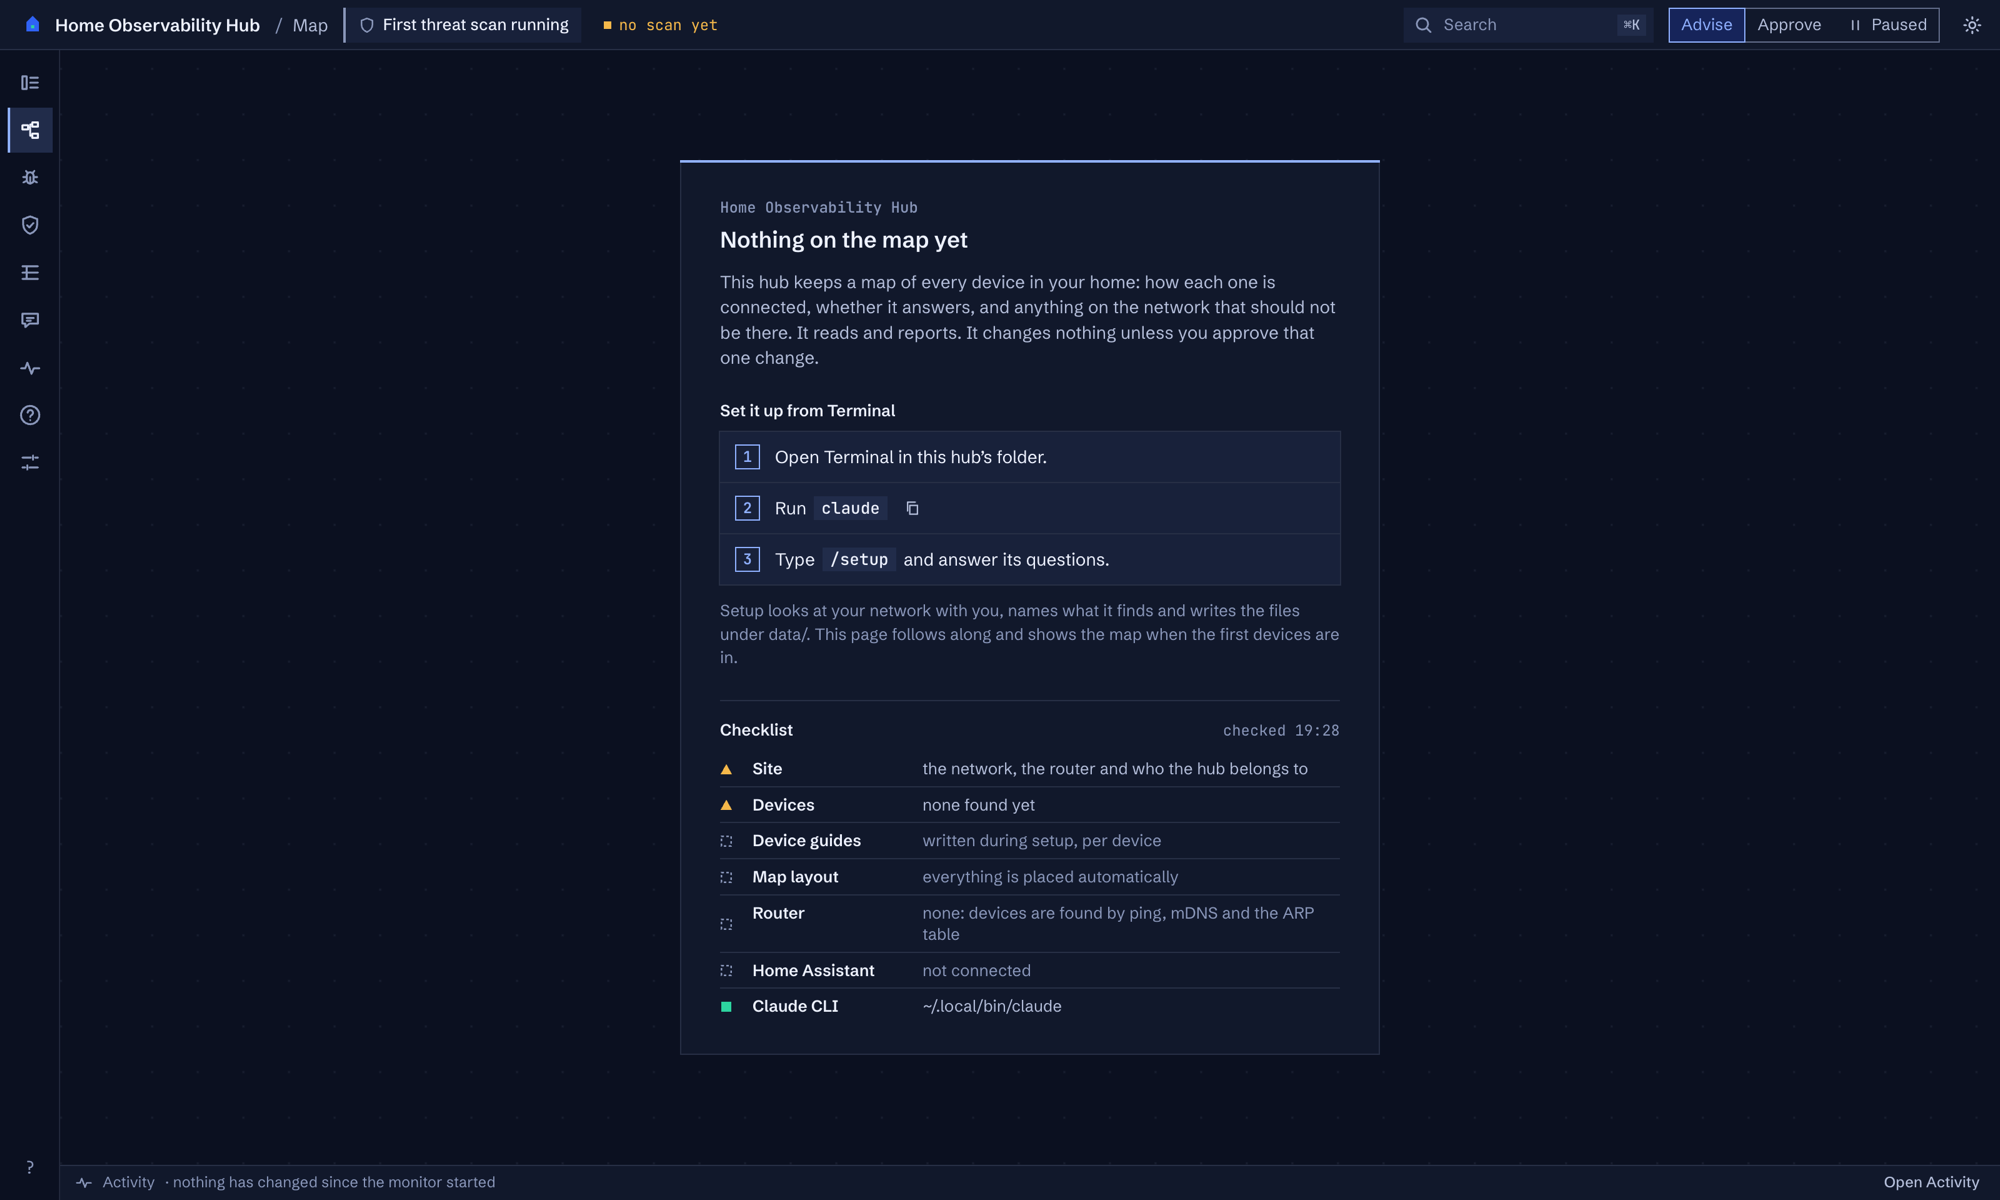 Home Observability Hub / Map
First threat scan running
no scan yet
Search
⌘K
Advise
Approve
Paused
Home Observability Hub
Nothing on the map yet
This hub keeps a map of every device in your home: how each one is
connected, whether it answers, and anything on the network that should not
be there. It reads and reports. It changes nothing unless you approve that
one change.
Set it up from Terminal
1 Open Terminal in this hub’s folder.
2 Run claude
3 Type /setup and answer its questions.
Setup looks at your network with you, names what it finds and writes the files
under data/. This page follows along and shows the map when the first devices are
in.
Checklist checked 19:28
Site the network, the router and who the hub belongs to
Devices none found yet
Device guides written during setup, per device
Map layout everything is placed automatically
Router none: devices are found by ping, mDNS and the ARP
table
Home Assistant not connected
Claude CLI ~/.local/bin/claude
?
Activity · nothing has changed since the monitor started
Open Activity